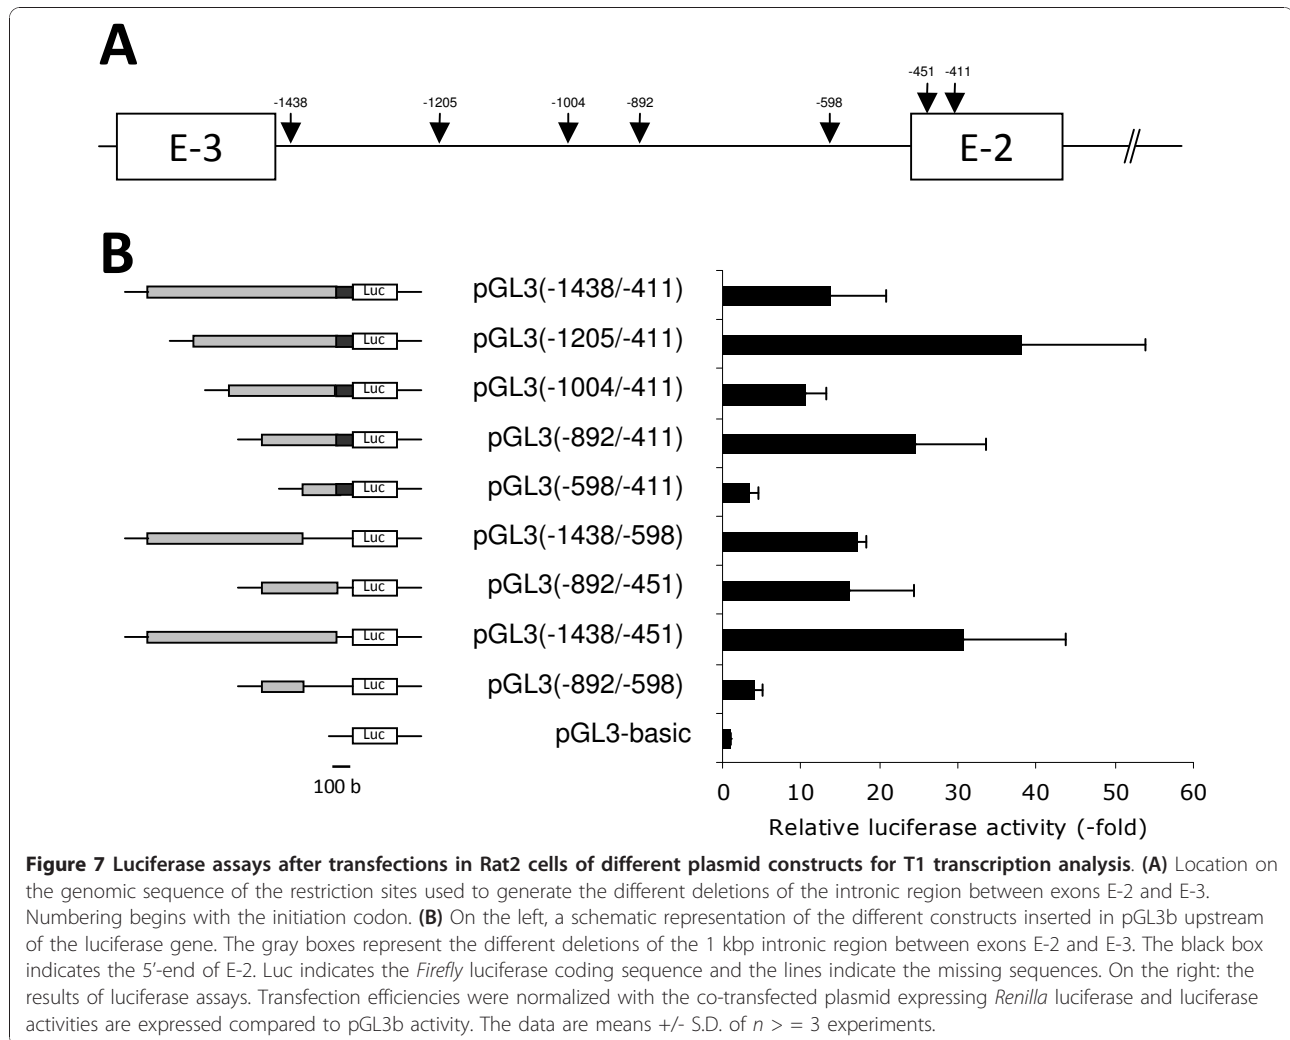 A
-1438
-1205
-1004
-892
-598
-451
-411
E-3
E-2
B
Luc
pGL3(-1438/-411)
Luc
pGL3(-1205/-411)
Luc
pGL3(-1004/-411)
Luc
pGL3(-892/-411)
Luc
pGL3(-598/-411)
Luc
pGL3(-1438/-598)
Luc
pGL3(-892/-451)
Luc
pGL3(-1438/-451)
Luc
pGL3(-892/-598)
Luc
pGL3-basic
100 b
0 10 20 30 40 50 60
Relative luciferase activity (-fold)
Figure 7 Luciferase assays after transfections in Rat2 cells of different plasmid constructs for T1 transcription analysis. (A) Location on
the genomic sequence of the restriction sites used to generate the different deletions of the intronic region between exons E-2 and E-3.
Numbering begins with the initiation codon. (B) On the left, a schematic representation of the different constructs inserted in pGL3b upstream
of the luciferase gene. The gray boxes represent the different deletions of the 1 kbp intronic region between exons E-2 and E-3. The black box
indicates the 5'-end of E-2. Luc indicates the Firefly luciferase coding sequence and the lines indicate the missing sequences. On the right: the
results of luciferase assays. Transfection efficiencies were normalized with the co-transfected plasmid expressing Renilla luciferase and luciferase
activities are expressed compared to pGL3b activity. The data are means +/- S.D. of n > = 3 experiments.